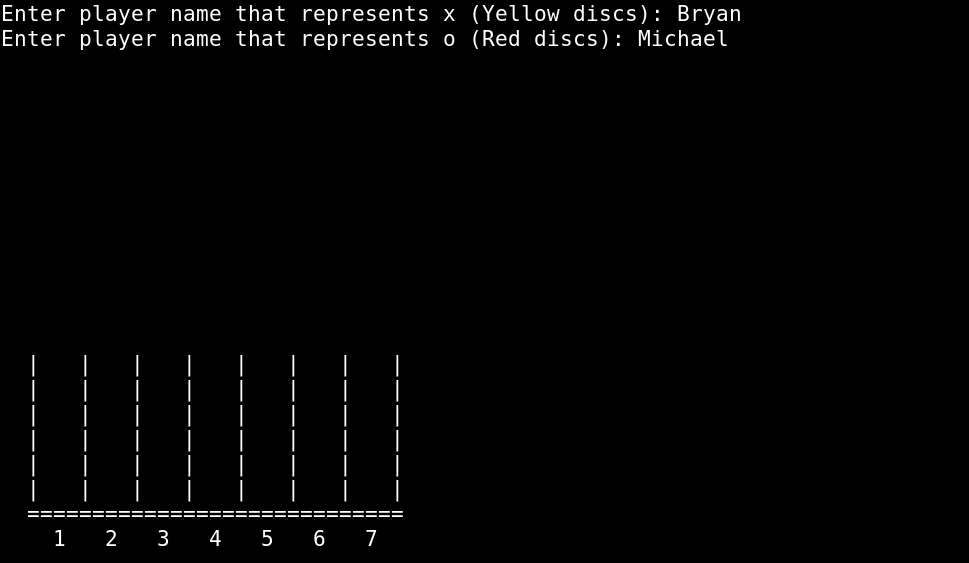 Enter player name that represents x (Yellow discs): Bryan
Enter player name that represents o (Red discs): Michael
|   |   |   |   |   |   |   |
|   |   |   |   |   |   |   |
|   |   |   |   |   |   |   |
|   |   |   |   |   |   |   |
|   |   |   |   |   |   |   |
|   |   |   |   |   |   |   |
=============================
1   2   3   4   5   6   7